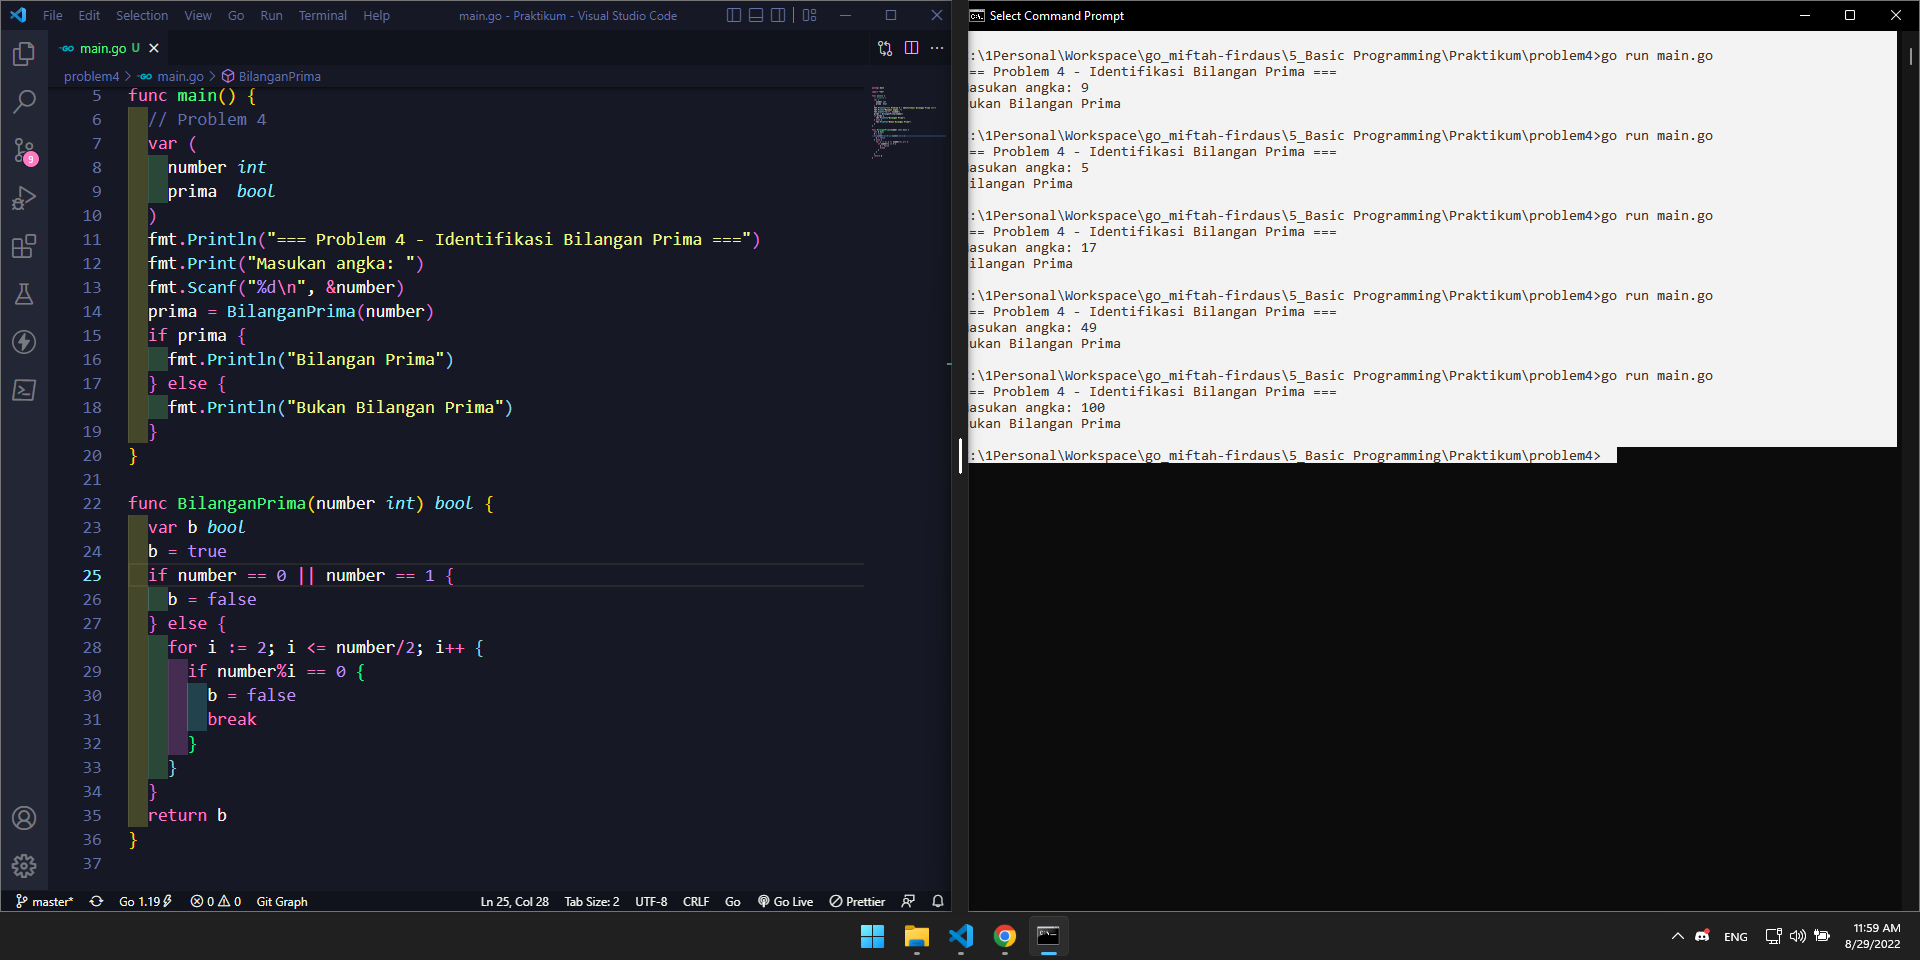 File Edit Selection View Go Run Terminal Help main.go - Praktikum - Visual Studio Code
main.go U
problem4 > main.go > BilanganPrima
5 func main() {
6 // Problem 4
7 var (
8 number int
9 prima bool
10 )
11 fmt.Println("=== Problem 4 - Identifikasi Bilangan Prima ===")
12 fmt.Print("Masukan angka: ")
13 fmt.Scanf("%d\n", &number)
14 prima = BilanganPrima(number)
15 if prima {
16 fmt.Println("Bilangan Prima")
17 } else {
18 fmt.Println("Bukan Bilangan Prima")
19 }
20 }
21
22 func BilanganPrima(number int) bool {
23 var b bool
24 b = true
25 if number == 0 || number == 1 {
26 b = false
27 } else {
28 for i := 2; i <= number/2; i++ {
29 if number%i == 0 {
30 b = false
31 break
32 }
33 }
34 }
35 return b
36 }
37
9
master* Go 1.19 0 0 Git Graph Ln 25, Col 28 Tab Size: 2 UTF-8 CRLF Go Go Live Prettier
Select Command Prompt
:\1Personal\Workspace\go_miftah-firdaus\5_Basic Programming\Praktikum\problem4>go run main.go
== Problem 4 - Identifikasi Bilangan Prima ===
asukan angka: 9
ukan Bilangan Prima
:\1Personal\Workspace\go_miftah-firdaus\5_Basic Programming\Praktikum\problem4>go run main.go
== Problem 4 - Identifikasi Bilangan Prima ===
asukan angka: 5
ilangan Prima
:\1Personal\Workspace\go_miftah-firdaus\5_Basic Programming\Praktikum\problem4>go run main.go
== Problem 4 - Identifikasi Bilangan Prima ===
asukan angka: 17
ilangan Prima
:\1Personal\Workspace\go_miftah-firdaus\5_Basic Programming\Praktikum\problem4>go run main.go
== Problem 4 - Identifikasi Bilangan Prima ===
asukan angka: 49
ukan Bilangan Prima
:\1Personal\Workspace\go_miftah-firdaus\5_Basic Programming\Praktikum\problem4>go run main.go
== Problem 4 - Identifikasi Bilangan Prima ===
asukan angka: 100
ukan Bilangan Prima
:\1Personal\Workspace\go_miftah-firdaus\5_Basic Programming\Praktikum\problem4>
ENG
11:59 AM
8/29/2022